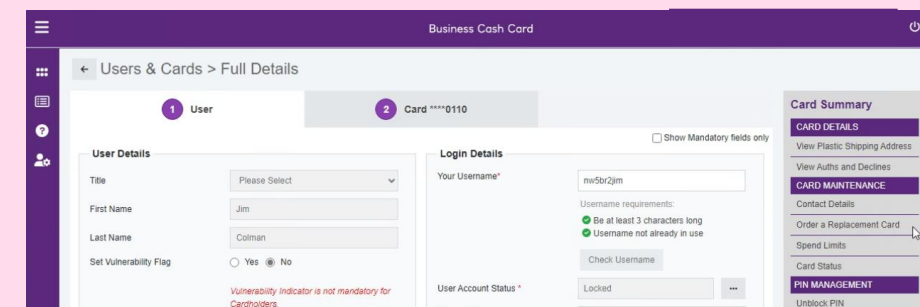 Business Cash Card
← Users & Cards > Full Details
1 User
2 Card ****0110
Show Mandatory fields only
User Details
Title
Please Select
First Name
Jim
Last Name
Colman
Set Vulnerability Flag
Yes
No
Vulnerability Indicator is not mandatory for
Cardholders.
Login Details
Your Username*
nw5br2jim
Username requirements:
Be at least 3 characters long
Username not already in use
Check Username
User Account Status *
Locked
...
Card Summary
CARD DETAILS
View Plastic Shipping Address
View Auths and Declines
CARD MAINTENANCE
Contact Details
Order a Replacement Card
Spend Limits
Card Status
PIN MANAGEMENT
Unblock PIN